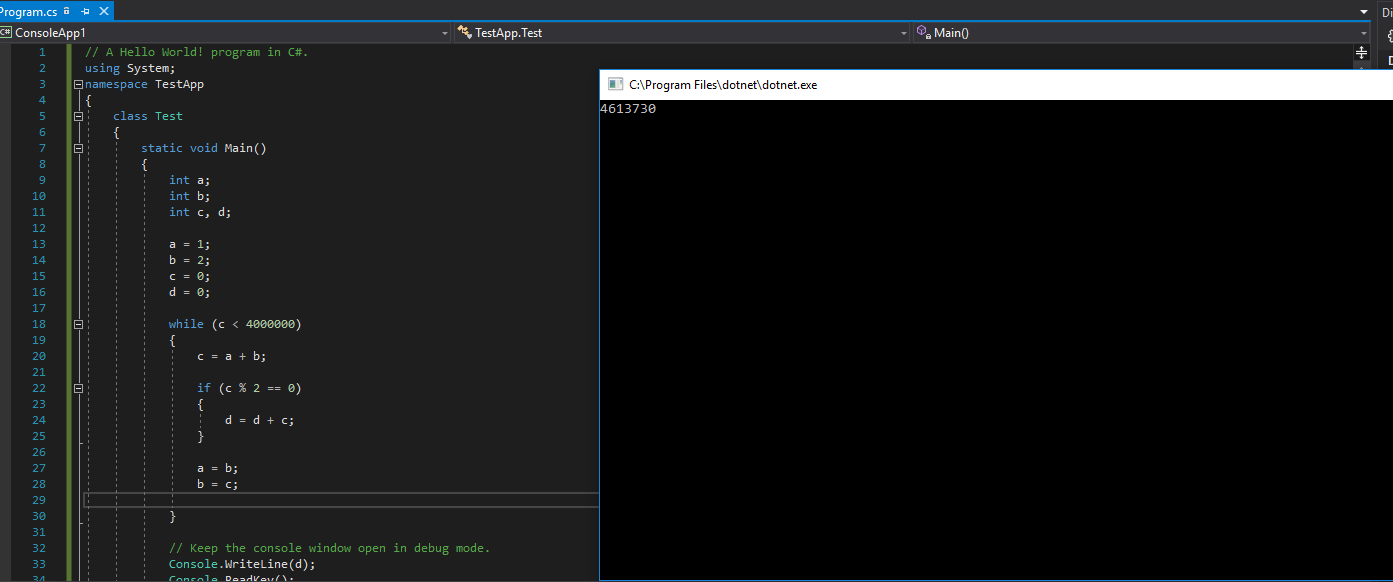 Program.cs
Di
C# ConsoleApp1
TestApp.Test
Main()
1 // A Hello World! program in C#.
2 using System;
3 namespace TestApp
4 {
5 class Test
6 {
7 static void Main()
8 {
9 int a;
10 int b;
11 int c, d;
12
13 a = 1;
14 b = 2;
15 c = 0;
16 d = 0;
17
18 while (c < 4000000)
19 {
20 c = a + b;
21
22 if (c % 2 == 0)
23 {
24 d = d + c;
25 }
26
27 a = b;
28 b = c;
29
30 }
31
32 // Keep the console window open in debug mode.
33 Console.WriteLine(d);
34 Console.ReadKey();
C:\Program Files\dotnet\dotnet.exe
4613730